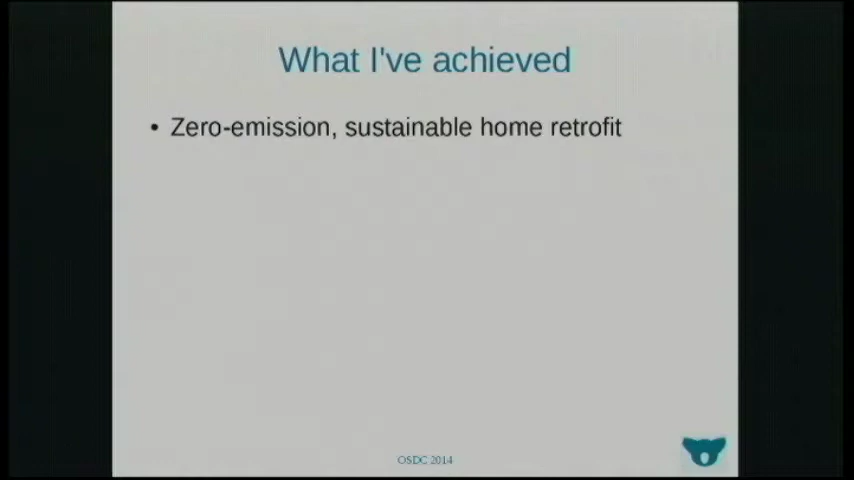 What I've achieved
• Zero-emission, sustainable home retrofit
OSDC 2014